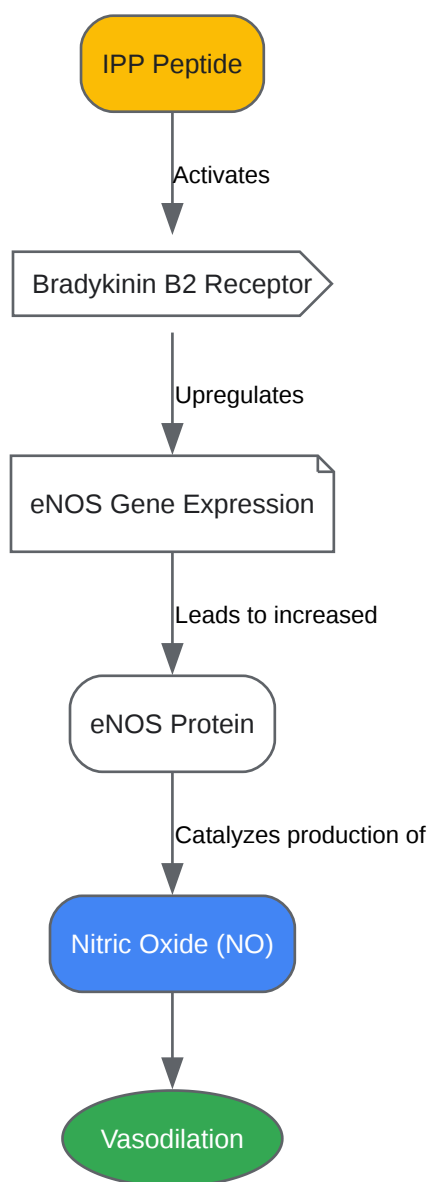 IPP Peptide
Activates
Bradykinin B2 Receptor
Upregulates
eNOS Gene Expression
Leads to increased
eNOS Protein
Catalyzes production of
Nitric Oxide (NO)
Vasodilation